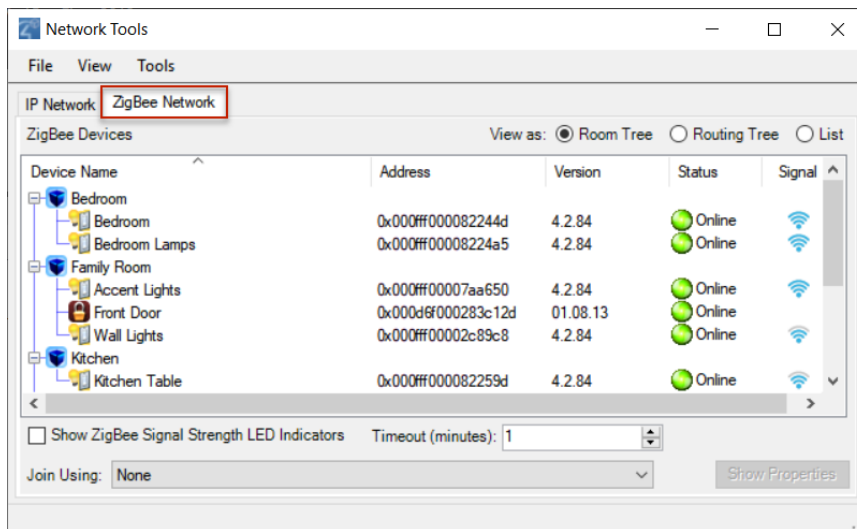 Network Tools
File View Tools
IP Network ZigBee Network
ZigBee Devices View as: Room Tree Routing Tree List
Device Name Address Version Status Signal
Bedroom
Bedroom 0x000fff000082244d 4.2.84 Online
Bedroom Lamps 0x000fff00008224a5 4.2.84 Online
Family Room
Accent Lights 0x000fff00007aa650 4.2.84 Online
Front Door 0x000d6f000283c12d 01.08.13 Online
Wall Lights 0x000fff00002c89c8 4.2.84 Online
Kitchen
Kitchen Table 0x000fff000082259d 4.2.84 Online
Show ZigBee Signal Strength LED Indicators Timeout (minutes): 1
Join Using: None Show Properties